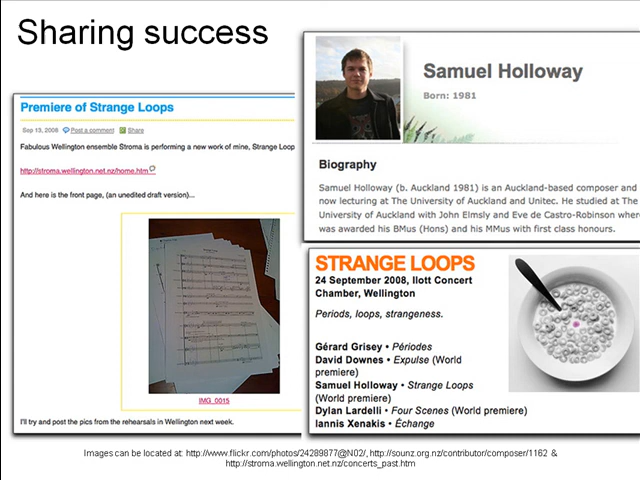 Sharing success
Premiere of Strange Loops
Sep 13, 2008 Post a comment Share
Fabulous Wellington ensemble Stroma is performing a new work of mine, Strange Loop
http://stroma.wellington.net.nz/home.htm
And here is the front page, (an unedited draft version)...
IMG_0015
I'll try and post the pics from the rehearsals in Wellington next week.
Samuel Holloway
Born: 1981
Biography
Samuel Holloway (b. Auckland 1981) is an Auckland-based composer and
now lecturing at The University of Auckland and Unitec. He studied at The
University of Auckland with John Elmsly and Eve de Castro-Robinson wher
was awarded his BMus (Hons) and his MMus with first class honours.
STRANGE LOOPS
24 September 2008, Ilott Concert
Chamber, Wellington
Periods, loops, strangeness.
Gérard Grisey • Périodes
David Downes • Expulse (World
premiere)
Samuel Holloway • Strange Loops
(World premiere)
Dylan Lardelli • Four Scenes (World premiere)
Iannis Xenakis • Échange
Images can be located at: http://www.flickr.com/photos/24289877@N02/, http://sounz.org.nz/contributor/composer/1162 &
http://stroma.wellington.net.nz/concerts_past.htm